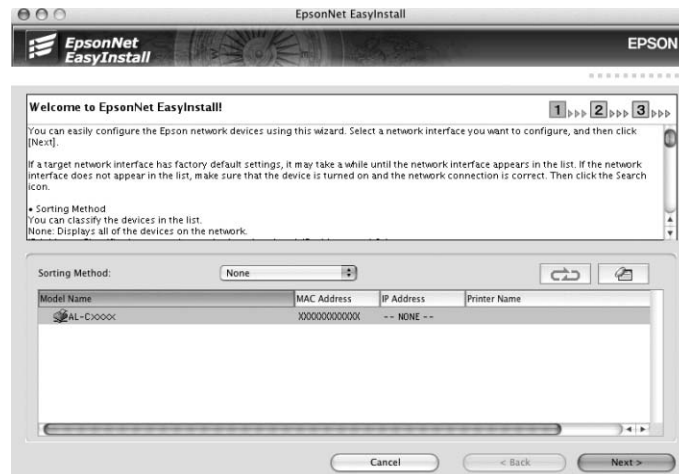 EpsonNet EasyInstall
EpsonNet
EasyInstall
EPSON
Welcome to EpsonNet EasyInstall!
1 2 3
You can easily configure the Epson network devices using this wizard. Select a network interface you want to configure, and then click
[Next].
If a target network interface has factory default settings, it may take a while until the network interface appears in the list. If the network
interface does not appear in the list, make sure that the device is turned on and the network connection is correct. Then click the Search
icon.
• Sorting Method
You can classify the devices in the list.
None: Displays all of the devices on the network.
Sorting Method: None
Model Name MAC Address IP Address Printer Name
AL-CXXXX XXXXXXXXXXXX -- NONE --
Cancel < Back Next >